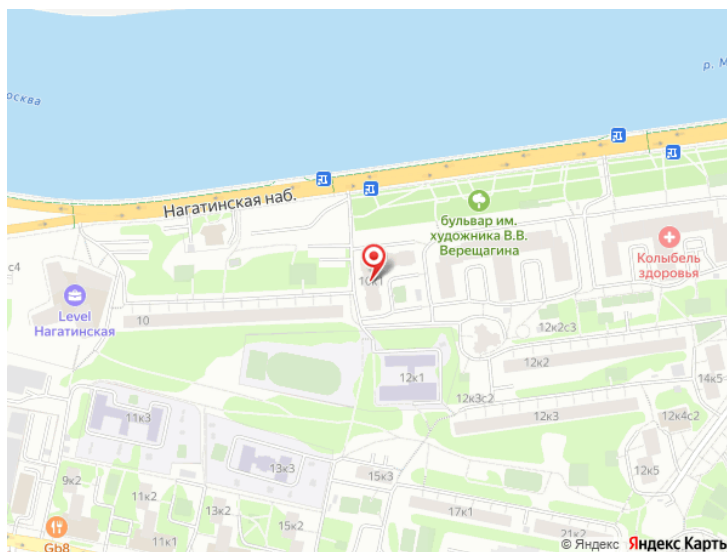 р. М
осква
Нагатинская наб.
бульвар им.
художника В.В.
Верещагина
Колыбель
здоровья
с4
10к1
Level
Нагатинская
10
12к2с3
12к2
12к1
14к5
12к3с2
11к3
12к3
12к4с2
13к3
15к3
12к5
9к2
11к2
13к2
17к1
15к2
21к2
11к1
Gb8
© Яндекс Яндекс Карты